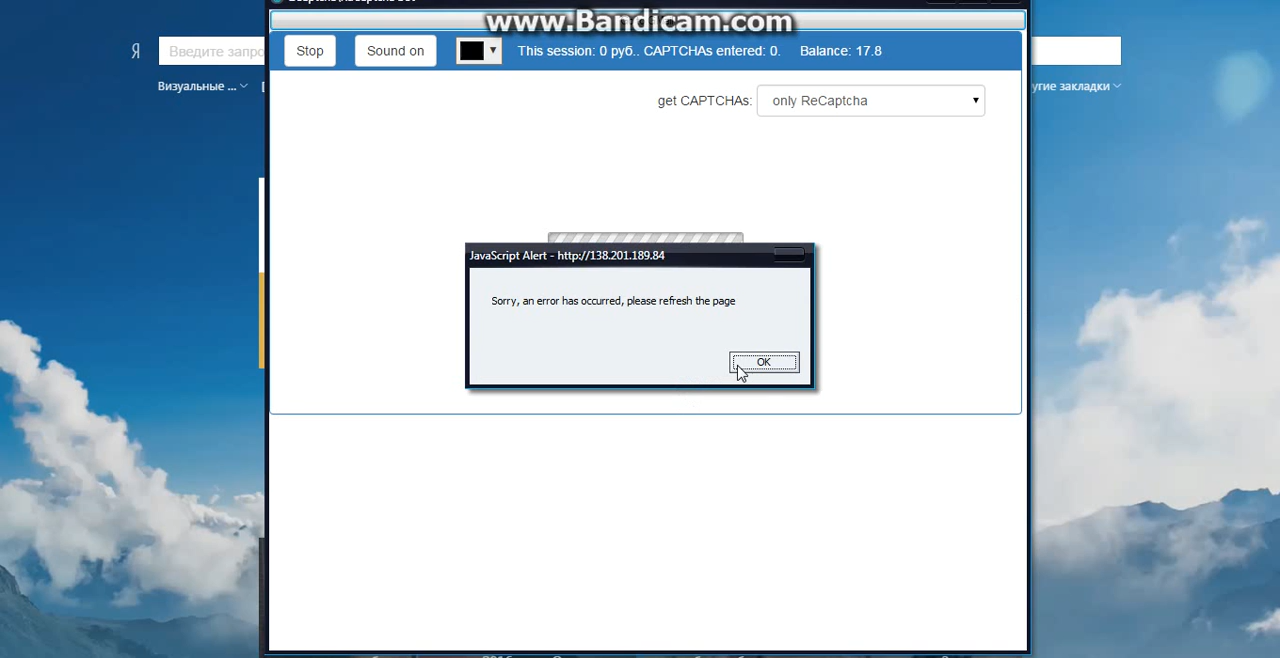 www.Bandicam.com
Я
Введите запро
Stop
Sound on
This session: 0 руб.. CAPTCHAs entered: 0. Balance: 17.8
Визуальные ...
угие закладки
get CAPTCHAs:
only ReCaptcha
JavaScript Alert - http://138.201.189.84
Sorry, an error has occurred, please refresh the page
OK